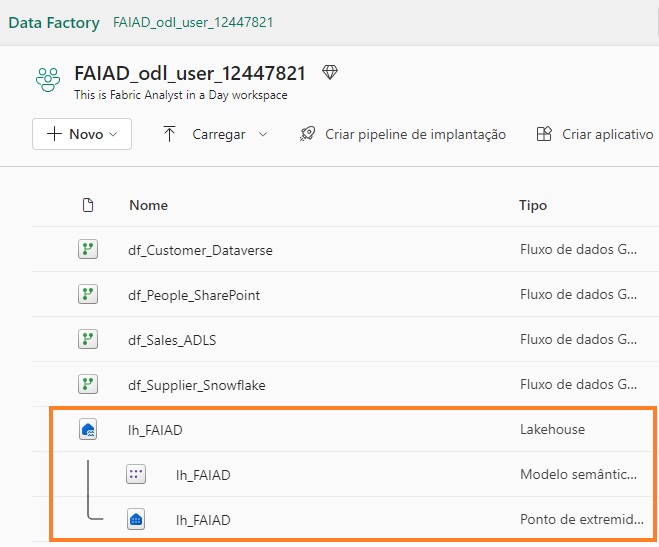 Data Factory FAIAD_odl_user_12447821
FAIAD_odl_user_12447821
This is Fabric Analyst in a Day workspace
Novo Carregar Criar pipeline de implantação Criar aplicativo
Nome Tipo
df_Customer_Dataverse Fluxo de dados G...
df_People_SharePoint Fluxo de dados G...
df_Sales_ADLS Fluxo de dados G...
df_Supplier_Snowflake Fluxo de dados G...
lh_FAIAD Lakehouse
lh_FAIAD Modelo semântic...
lh_FAIAD Ponto de extremid...